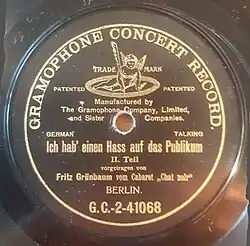 GRAMOPHONE CONCERT RECORD.
TRADE MARK
PATENTED PATENTED
Manufactured by
The Gramophone Company, Limited,
and Sister Companies.
GERMAN TALKING
Ich hab' einen Hass auf das Publikum
II. Teil
vorgetragen von
Fritz Grünbaum vom Cabaret „Chat noir"
BERLIN.
G.C.-2-41068